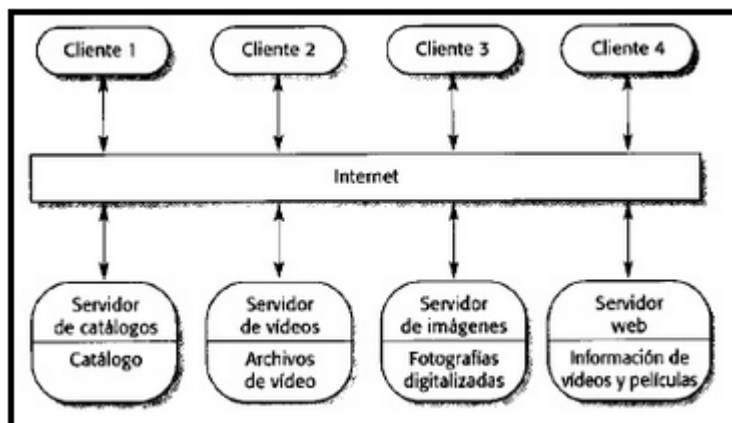 Cliente 1
Cliente 2
Cliente 3
Cliente 4
Internet
Servidor
de catálogos
Catálogo
Servidor
de vídeos
Archivos
de vídeo
Servidor
de imágenes
Fotografías
digitalizadas
Servidor
web
Información de
vídeos y películas